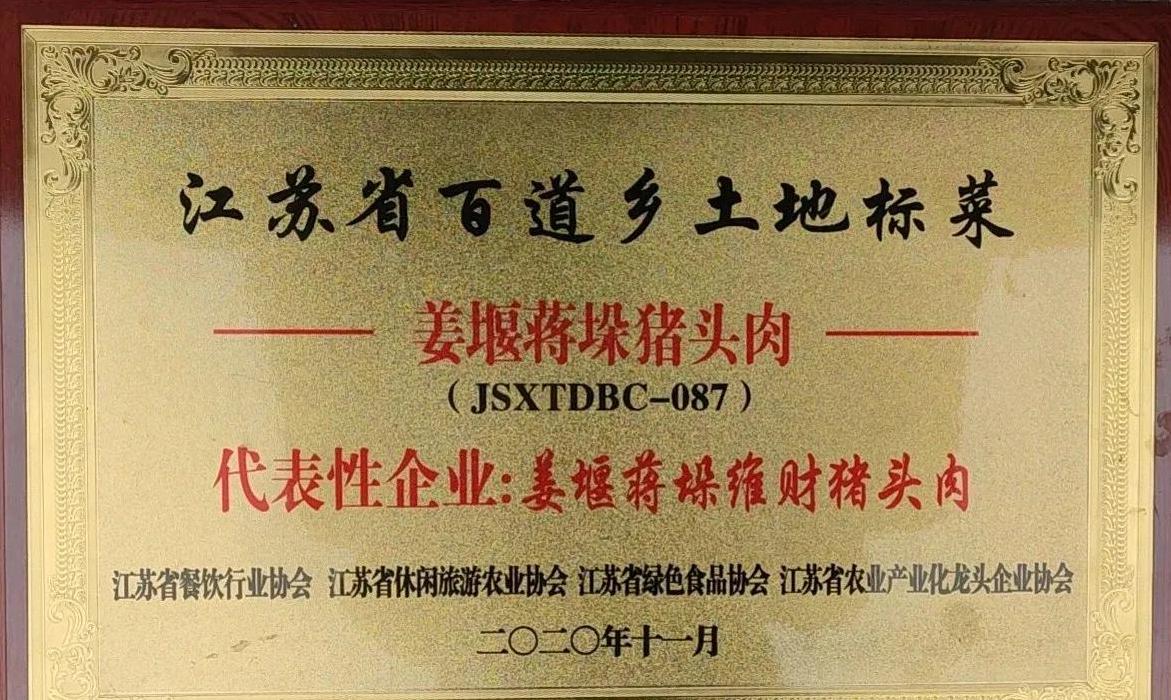 江苏省百道乡土地标菜
姜堰蒋垛猪头肉
（JSXTDBC-087）
代表性企业:姜堰蒋垛维财猪头肉
江苏省餐饮行业协会 江苏省休闲旅游农业协会 江苏省绿色食品协会 江苏省农业产业化龙头企业协会
二〇二〇年十一月